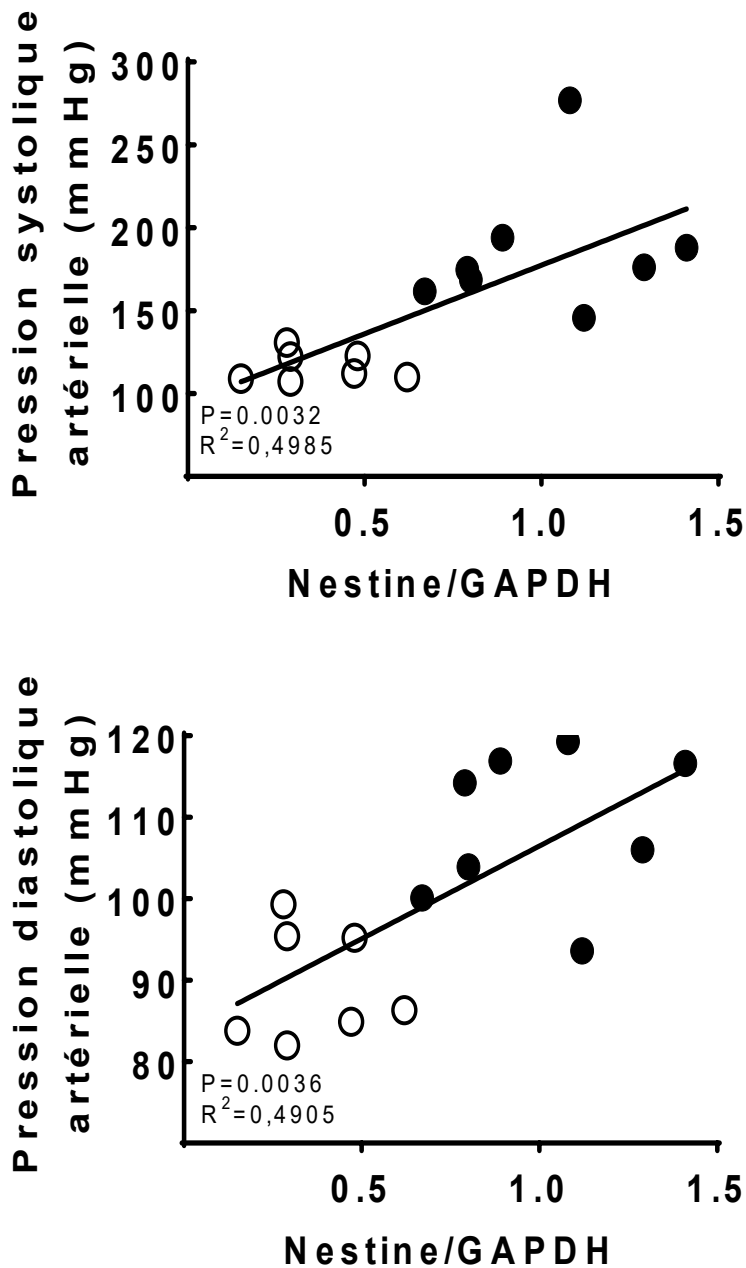 Pression systolique
artérielle (mmHg)
300
250
200
150
100
P=0.0032
R²=0,4985
0.5 1.0 1.5
Nestine/GAPDH
Pression diastolique
artérielle (mmHg)
120
110
100
90
80
P=0.0036
R²=0,4905
0.5 1.0 1.5
Nestine/GAPDH